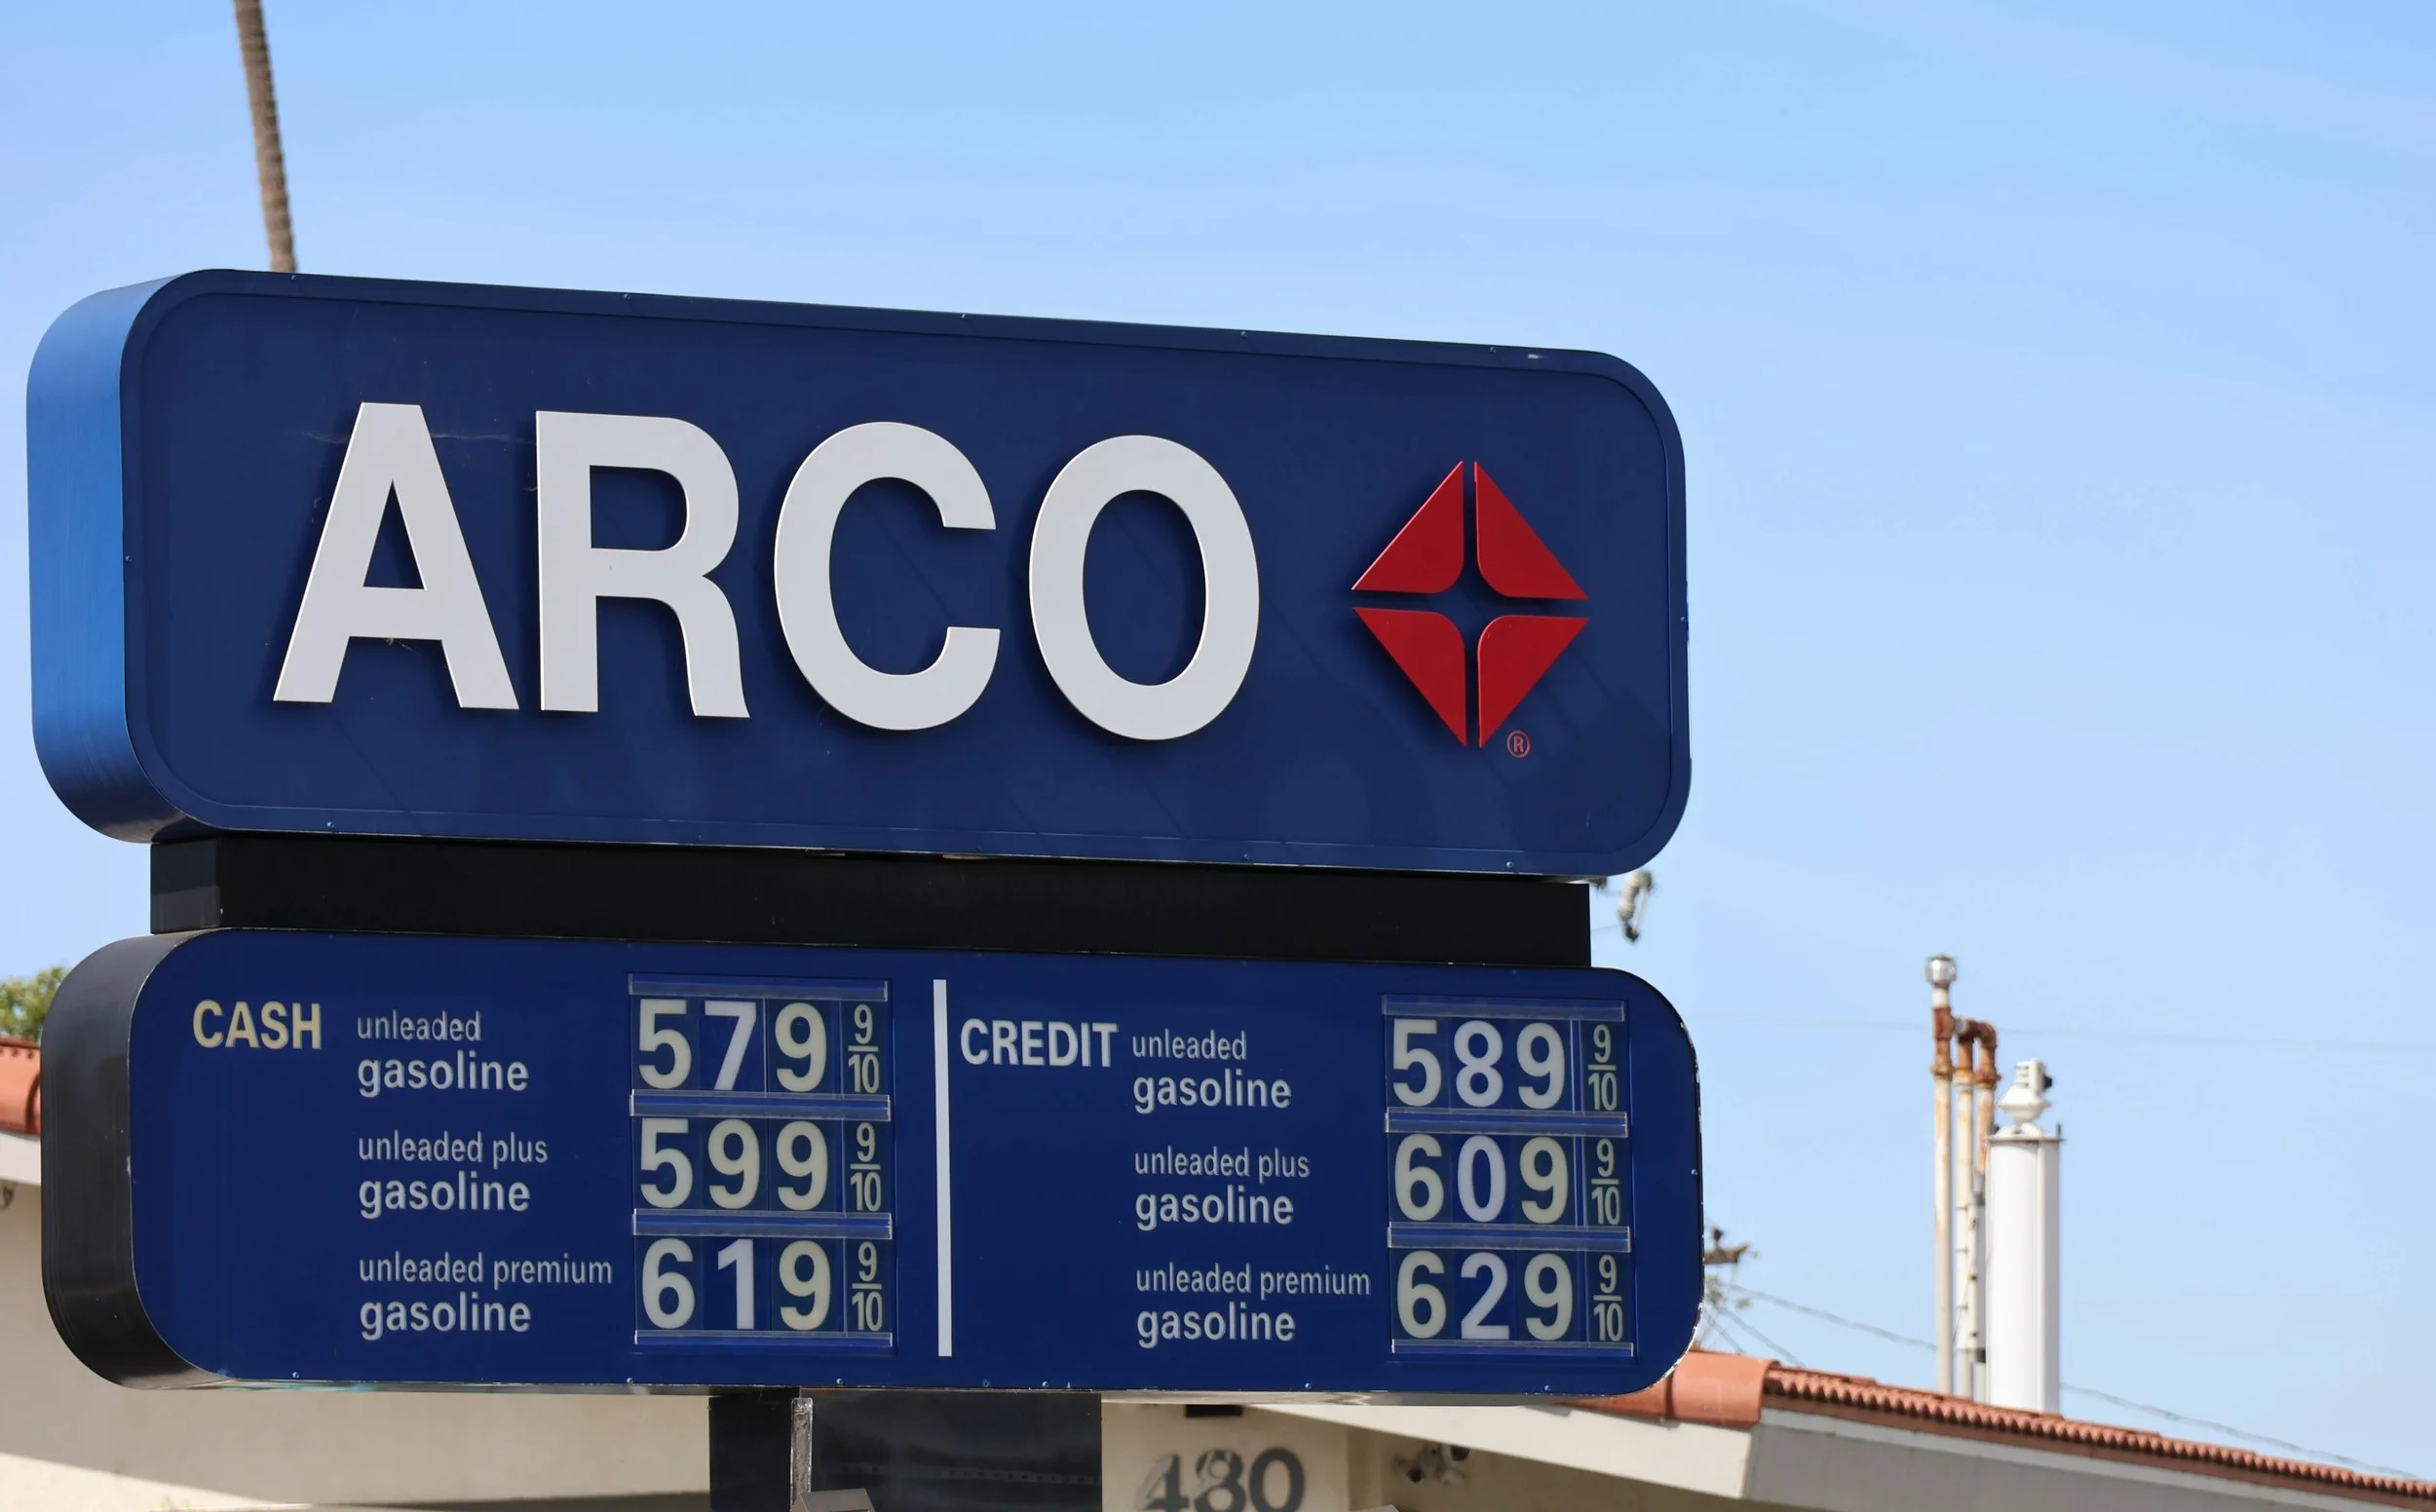 ARCO
®
CASH unleaded gasoline 579 9/10
unleaded plus gasoline 599 9/10
unleaded premium gasoline 619 9/10
CREDIT unleaded gasoline 589 9/10
unleaded plus gasoline 609 9/10
unleaded premium gasoline 629 9/10
480